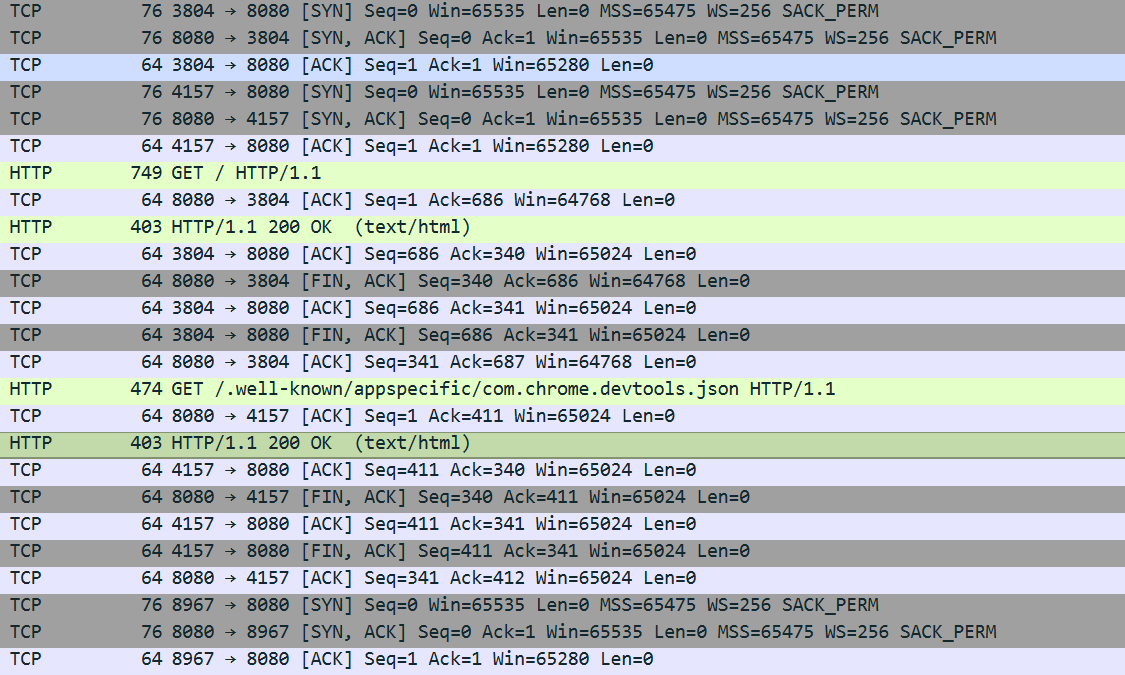 TCP 76 3804 → 8080 [SYN] Seq=0 Win=65535 Len=0 MSS=65475 WS=256 SACK_PERM
TCP 76 8080 → 3804 [SYN, ACK] Seq=0 Ack=1 Win=65535 Len=0 MSS=65475 WS=256 SACK_PERM
TCP 64 3804 → 8080 [ACK] Seq=1 Ack=1 Win=65280 Len=0
TCP 76 4157 → 8080 [SYN] Seq=0 Win=65535 Len=0 MSS=65475 WS=256 SACK_PERM
TCP 76 8080 → 4157 [SYN, ACK] Seq=0 Ack=1 Win=65535 Len=0 MSS=65475 WS=256 SACK_PERM
TCP 64 4157 → 8080 [ACK] Seq=1 Ack=1 Win=65280 Len=0
HTTP 749 GET / HTTP/1.1
TCP 64 8080 → 3804 [ACK] Seq=1 Ack=686 Win=64768 Len=0
HTTP 403 HTTP/1.1 200 OK (text/html)
TCP 64 3804 → 8080 [ACK] Seq=686 Ack=340 Win=65024 Len=0
TCP 64 8080 → 3804 [FIN, ACK] Seq=340 Ack=686 Win=64768 Len=0
TCP 64 3804 → 8080 [ACK] Seq=686 Ack=341 Win=65024 Len=0
TCP 64 3804 → 8080 [FIN, ACK] Seq=686 Ack=341 Win=65024 Len=0
TCP 64 8080 → 3804 [ACK] Seq=341 Ack=687 Win=64768 Len=0
HTTP 474 GET /.well-known/appspecific/com.chrome.devtools.json HTTP/1.1
TCP 64 8080 → 4157 [ACK] Seq=1 Ack=411 Win=65024 Len=0
HTTP 403 HTTP/1.1 200 OK (text/html)
TCP 64 4157 → 8080 [ACK] Seq=411 Ack=340 Win=65024 Len=0
TCP 64 8080 → 4157 [FIN, ACK] Seq=340 Ack=411 Win=65024 Len=0
TCP 64 4157 → 8080 [ACK] Seq=411 Ack=341 Win=65024 Len=0
TCP 64 4157 → 8080 [FIN, ACK] Seq=411 Ack=341 Win=65024 Len=0
TCP 64 8080 → 4157 [ACK] Seq=341 Ack=412 Win=65024 Len=0
TCP 76 8967 → 8080 [SYN] Seq=0 Win=65535 Len=0 MSS=65475 WS=256 SACK_PERM
TCP 76 8080 → 8967 [SYN, ACK] Seq=0 Ack=1 Win=65535 Len=0 MSS=65475 WS=256 SACK_PERM
TCP 64 8967 → 8080 [ACK] Seq=1 Ack=1 Win=65280 Len=0